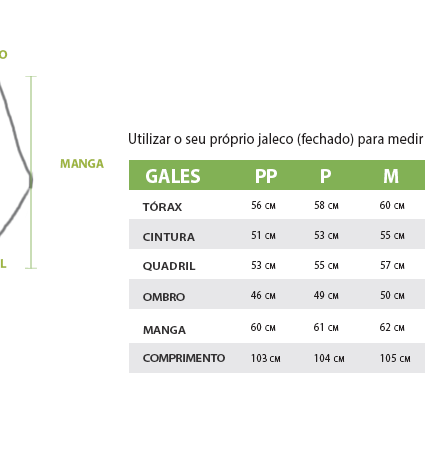 O
Utilizar o seu próprio jaleco (fechado) para medir
MANGA
GALES PP P M
TÓRAX 56 CM 58 CM 60 CM
CINTURA 51 CM 53 CM 55 CM
L
QUADRIL 53 CM 55 CM 57 CM
OMBRO 46 CM 49 CM 50 CM
MANGA 60 CM 61 CM 62 CM
COMPRIMENTO 103 CM 104 CM 105 CM